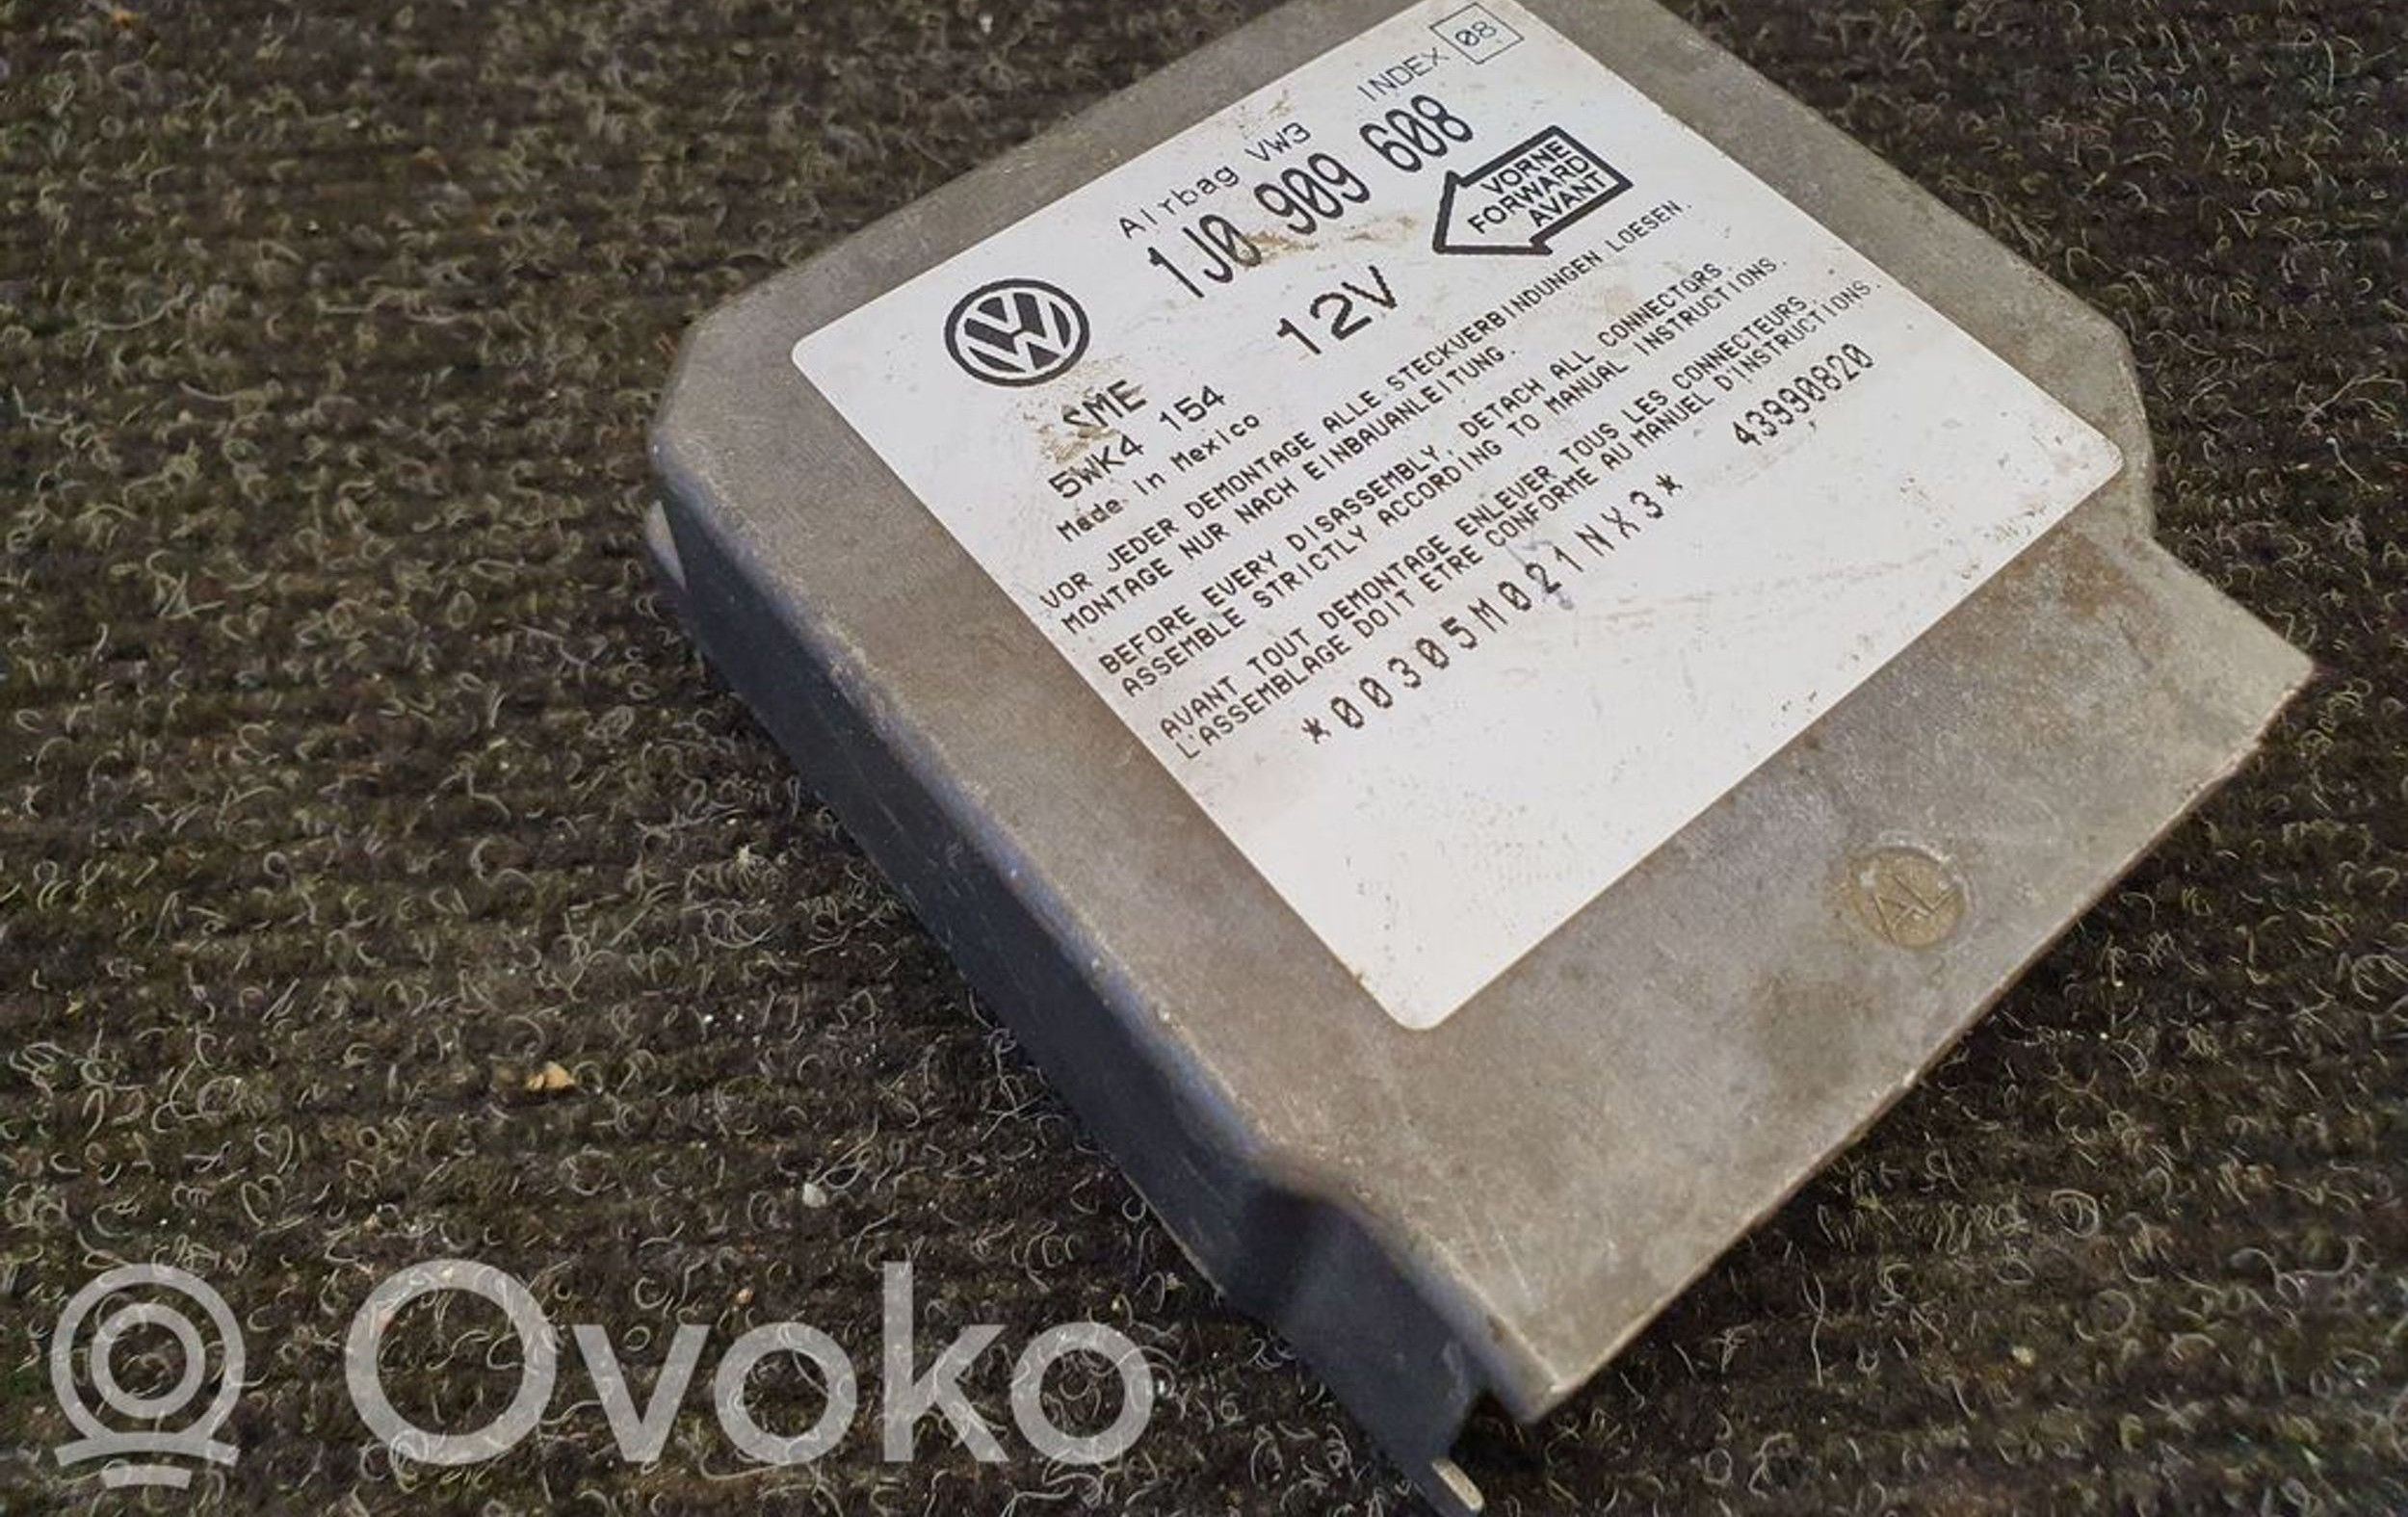 INDEX 08
Airbag VW3
1J0 909 608
VORNE
FORWARD
AVANT
12V
SME
5WK4 154
Made in Mexico
VOR JEDER DEMONTAGE ALLE STECKVERBINDUNGEN LOESEN.
MONTAGE NUR NACH EINBAUANLEITUNG.
BEFORE EVERY DISASSEMBLY, DETACH ALL CONNECTORS.
ASSEMBLE STRICTLY ACCORDING TO MANUAL INSTRUCTIONS.
AVANT TOUT DEMONTAGE ENLEVER TOUS LES CONNECTEURS.
L'ASSEMBLAGE DOIT ETRE CONFORME AU MANUEL D'INSTRUCTIONS.
*00305M021NX3* 43990820
AL
Ovoko